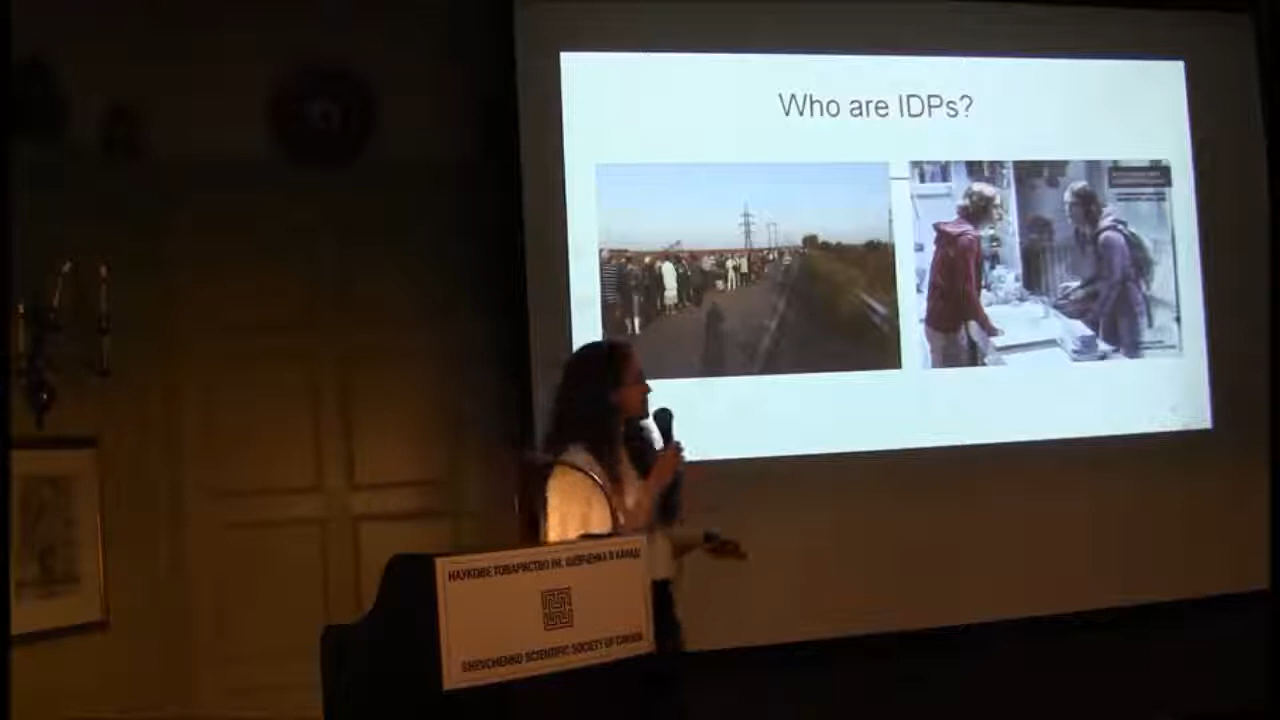 Who are IDPs?
НАУКОВЕ ТОВАРИСТВО ІМ. ШЕВЧЕНКА В КАНАДІ
SHEVCHENKO SCIENTIFIC SOCIETY OF CANADA